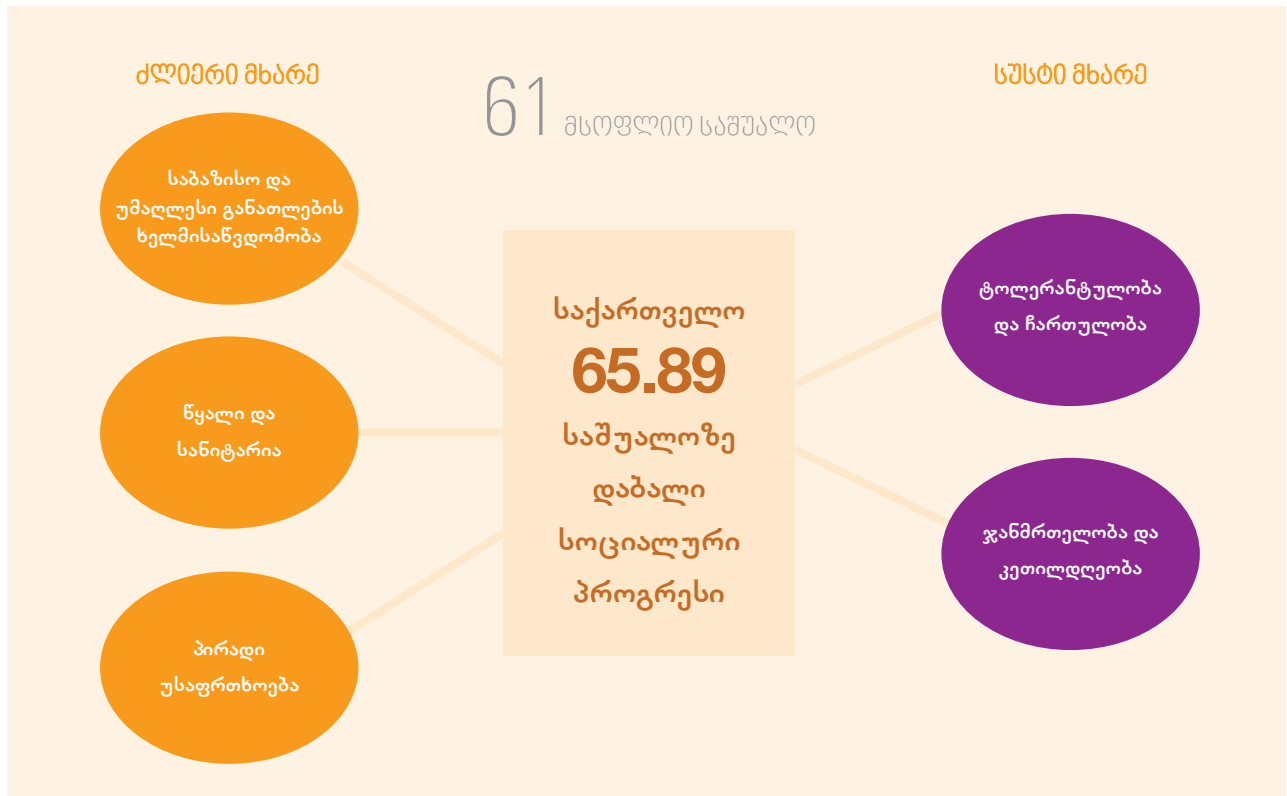 ძლიერი მხარე
საბაზისო და
უმაღლესი განათლების
ხელმისაწვდომობა
წყალი და
სანიტარია
პირადი
უსაფრთხოება
61 მსოფლიო საშუალო
საქართველო
65.89
საშუალოზე
დაბალი
სოციალური
პროგრესი
სუსტი მხარე
ტოლერანტულობა
და ჩართულობა
ჯანმრთელობა და
კეთილდღეობა